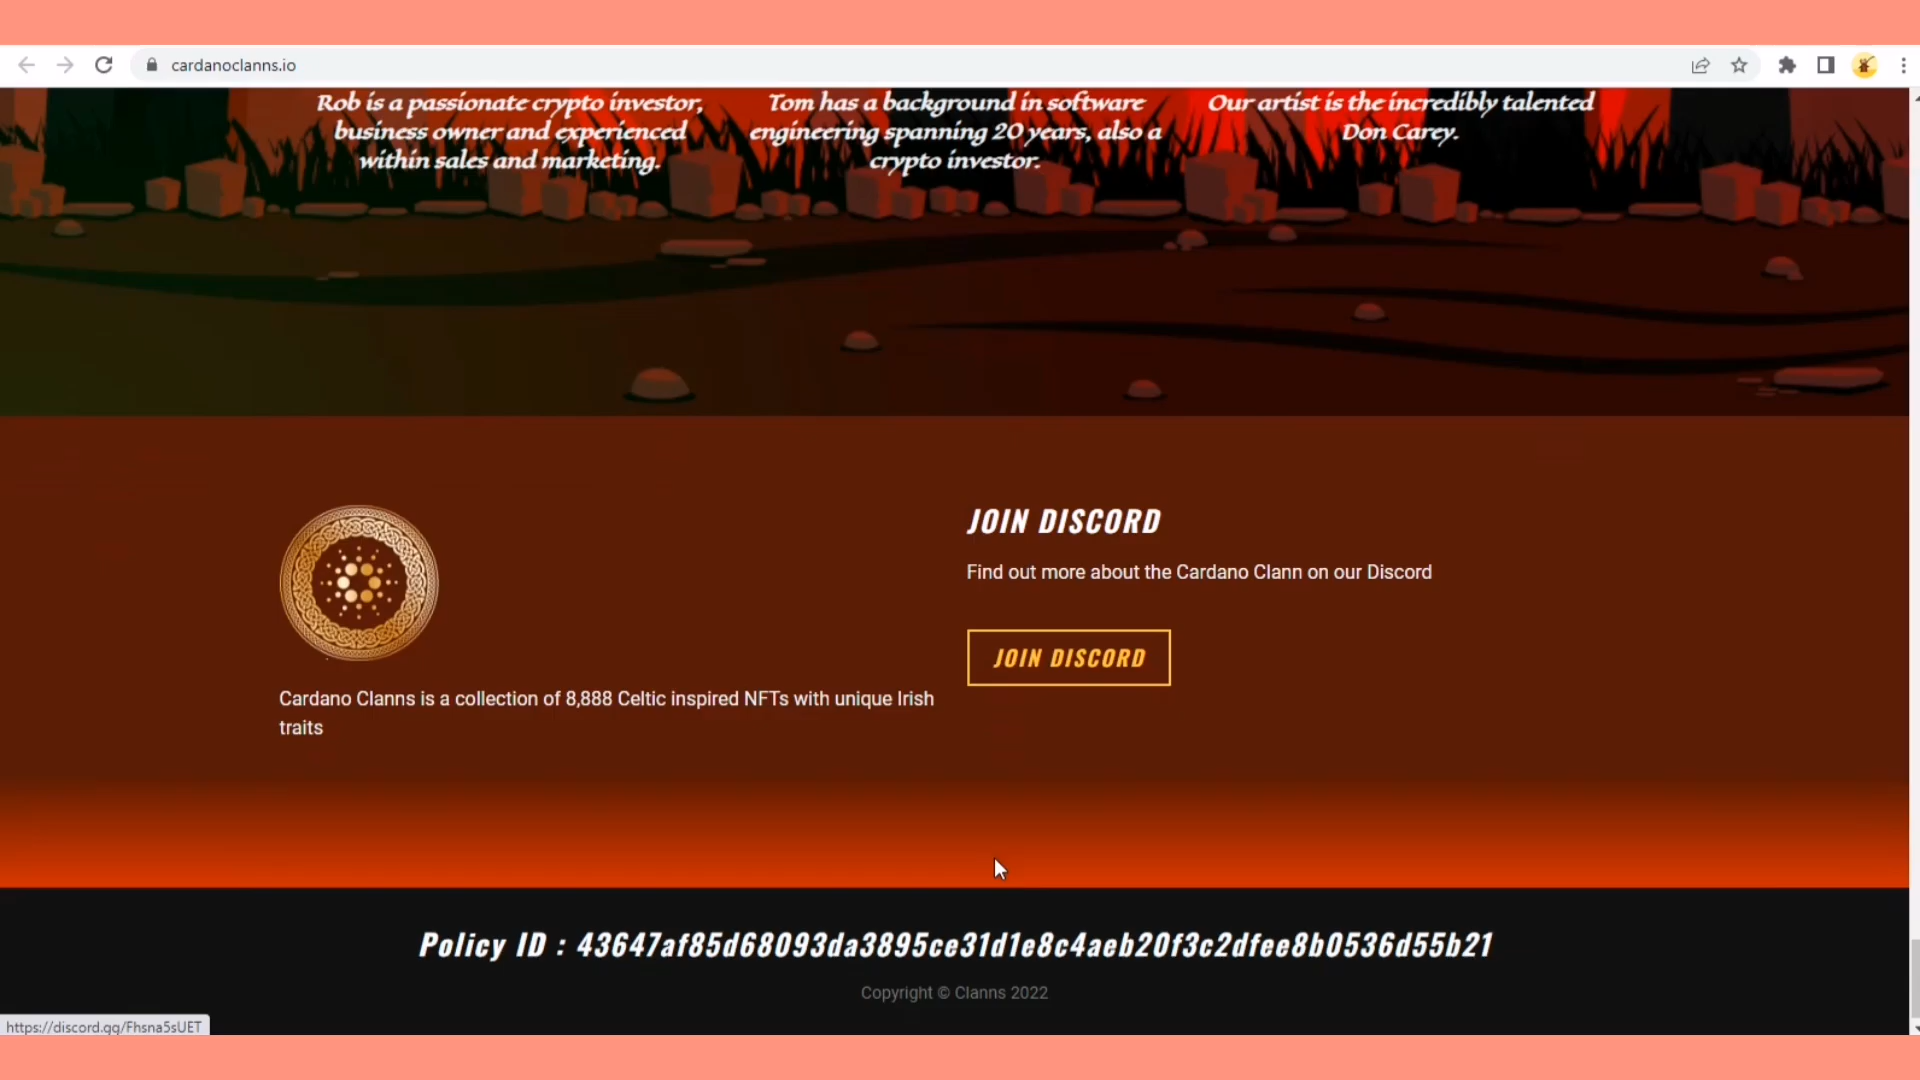 cardanoclanns.io
Rob is a passionate crypto investor,
business owner and experienced
within sales and marketing.
Tom has a background in software
engineering spanning 20 years, also a
crypto investor.
Our artist is the incredibly talented
Don Carey.
JOIN DISCORD
Find out more about the Cardano Clann on our Discord
JOIN DISCORD
Cardano Clanns is a collection of 8,888 Celtic inspired NFTs with unique Irish
traits
Policy ID : 43647af85d68093da3895ce31d1e8c4aeb20f3c2dfee8b0536d55b21
Copyright © Clanns 2022
https://discord.gg/Fhsna5sUET